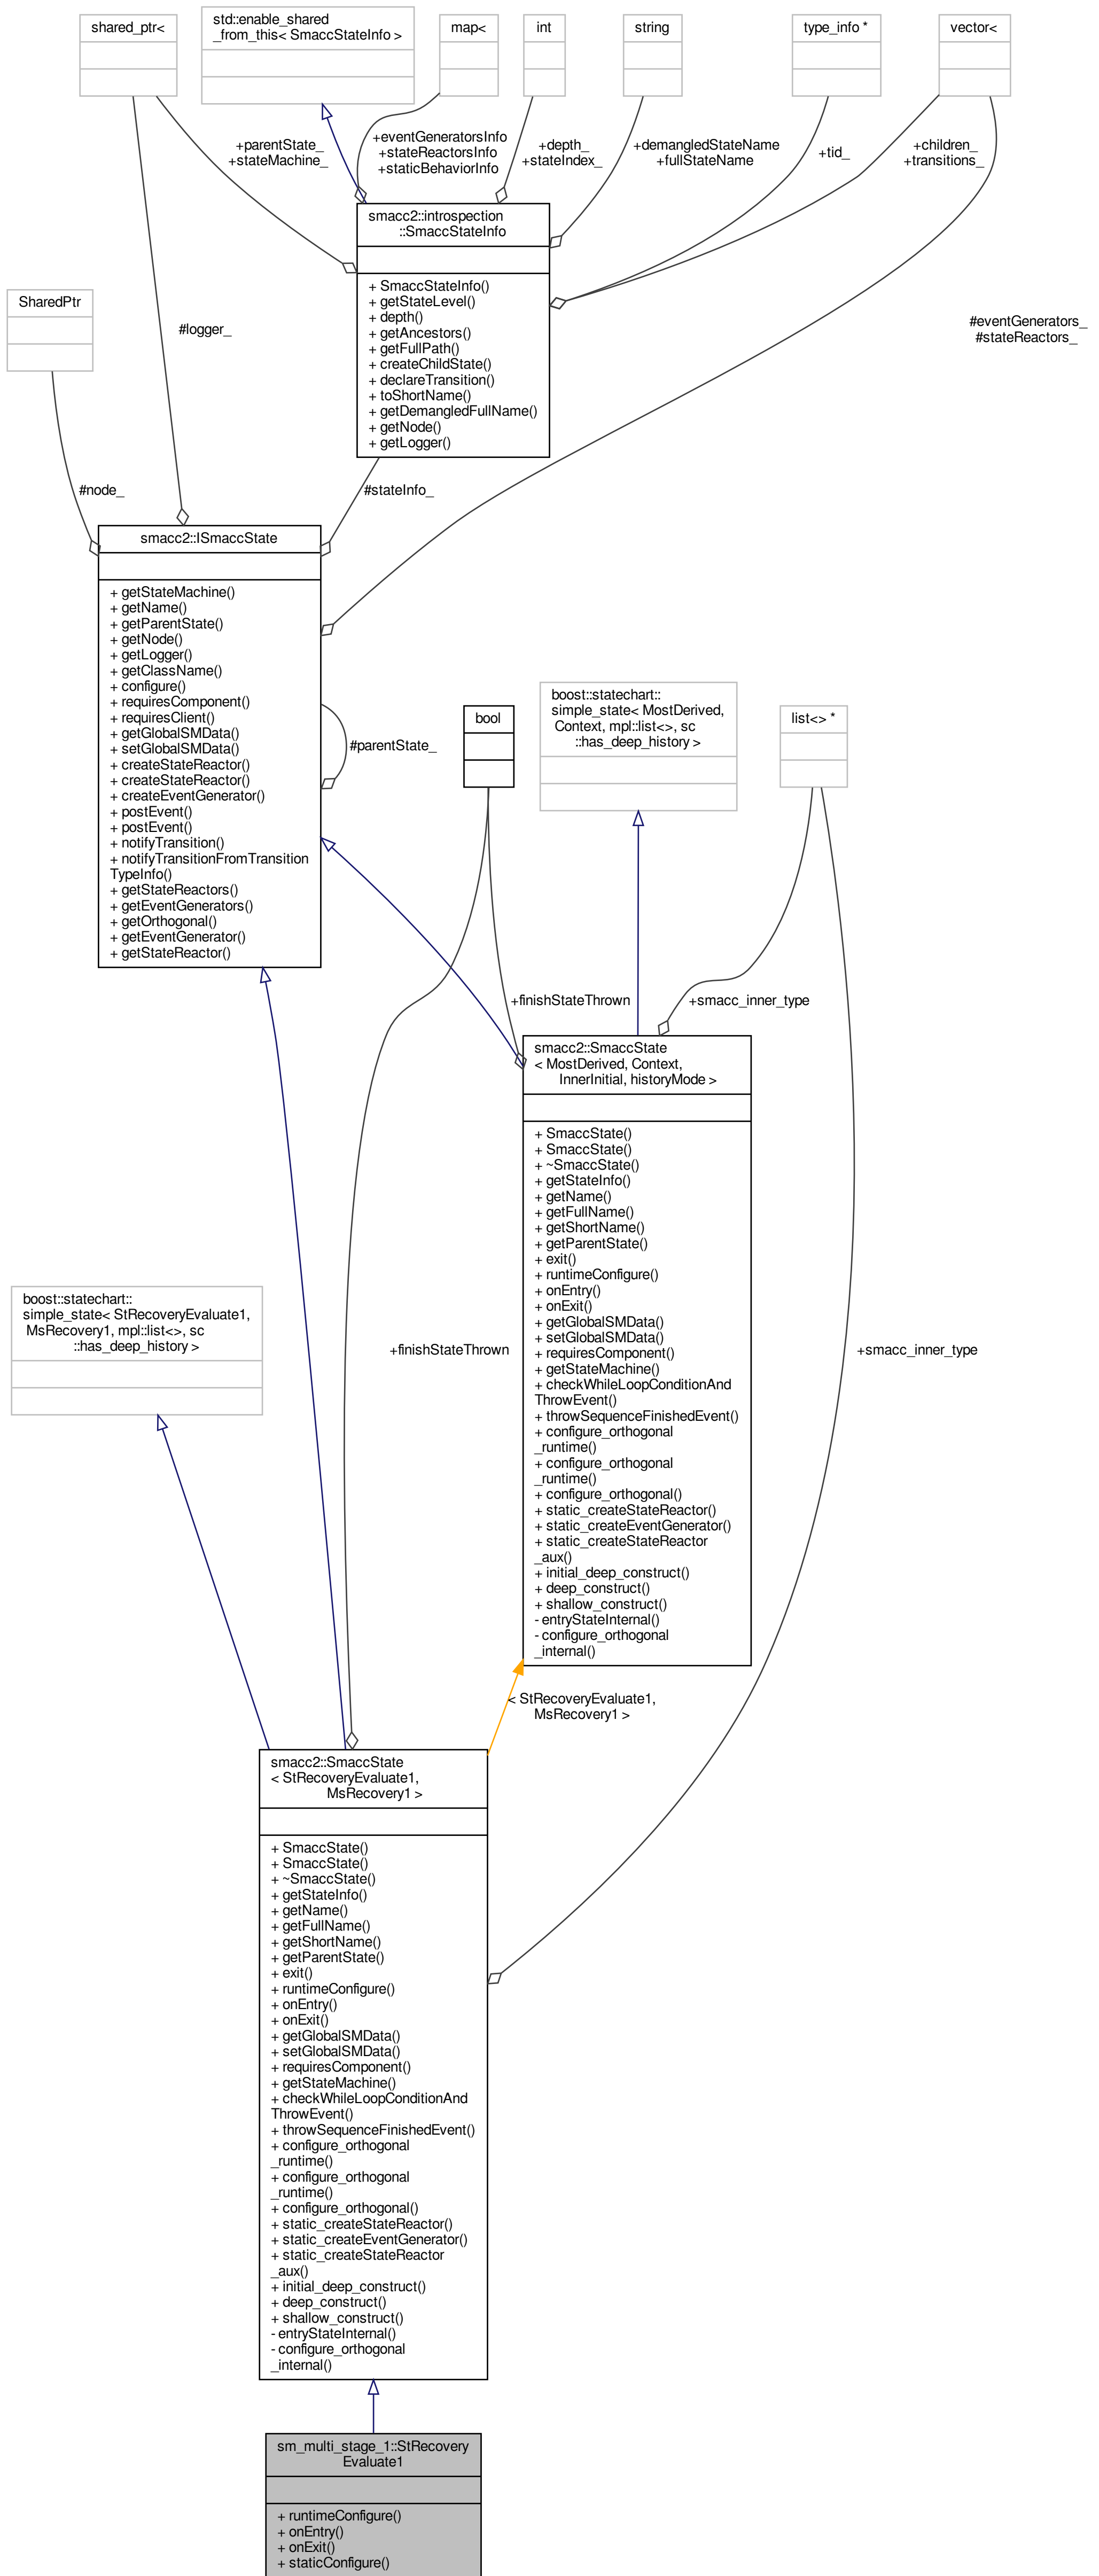 shared_ptr<
std::enable_shared
_from_this< SmaccStateInfo >
map<
int
string
type_info *
vector<
+parentState_
+stateMachine_
+eventGeneratorsInfo
+stateReactorsInfo
+staticBehaviorInfo
+depth_
+stateIndex_
+demangledStateName
+fullStateName
+tid_
+children_
+transitions_
smacc2::introspection
::SmaccStateInfo
+ SmaccStateInfo()
+ getStateLevel()
+ depth()
+ getAncestors()
+ getFullPath()
+ createChildState()
+ declareTransition()
+ toShortName()
+ getDemangledFullName()
+ getNode()
+ getLogger()
SharedPtr
#logger_
#eventGenerators_
#stateReactors_
#node_
#stateInfo_
smacc2::ISmaccState
+ getStateMachine()
+ getName()
+ getParentState()
+ getNode()
+ getLogger()
+ getClassName()
+ configure()
+ requiresComponent()
+ requiresClient()
+ getGlobalSMData()
+ setGlobalSMData()
+ createStateReactor()
+ createStateReactor()
+ createEventGenerator()
+ postEvent()
+ postEvent()
+ notifyTransition()
+ notifyTransitionFromTransition
TypeInfo()
+ getStateReactors()
+ getEventGenerators()
+ getOrthogonal()
+ getEventGenerator()
+ getStateReactor()
#parentState_
bool
boost::statechart::
simple_state< MostDerived,
Context, mpl::list<>, sc
::has_deep_history >
list<> *
+finishStateThrown
+smacc_inner_type
smacc2::SmaccState
< MostDerived, Context,
InnerInitial, historyMode >
+ SmaccState()
+ SmaccState()
+ ~SmaccState()
+ getStateInfo()
+ getName()
+ getFullName()
+ getShortName()
+ getParentState()
+ exit()
+ runtimeConfigure()
+ onEntry()
+ onExit()
+ getGlobalSMData()
+ setGlobalSMData()
+ requiresComponent()
+ getStateMachine()
+ checkWhileLoopConditionAnd
ThrowEvent()
+ throwSequenceFinishedEvent()
+ configure_orthogonal
_runtime()
+ configure_orthogonal
_runtime()
+ configure_orthogonal()
+ static_createStateReactor()
+ static_createEventGenerator()
+ static_createStateReactor
_aux()
+ initial_deep_construct()
+ deep_construct()
+ shallow_construct()
- entryStateInternal()
- configure_orthogonal
_internal()
boost::statechart::
simple_state< StRecoveryEvaluate1,
MsRecovery1, mpl::list<>, sc
::has_deep_history >
+finishStateThrown
+smacc_inner_type
< StRecoveryEvaluate1,
MsRecovery1 >
smacc2::SmaccState
< StRecoveryEvaluate1,
MsRecovery1 >
+ SmaccState()
+ SmaccState()
+ ~SmaccState()
+ getStateInfo()
+ getName()
+ getFullName()
+ getShortName()
+ getParentState()
+ exit()
+ runtimeConfigure()
+ onEntry()
+ onExit()
+ getGlobalSMData()
+ setGlobalSMData()
+ requiresComponent()
+ getStateMachine()
+ checkWhileLoopConditionAnd
ThrowEvent()
+ throwSequenceFinishedEvent()
+ configure_orthogonal
_runtime()
+ configure_orthogonal
_runtime()
+ configure_orthogonal()
+ static_createStateReactor()
+ static_createEventGenerator()
+ static_createStateReactor
_aux()
+ initial_deep_construct()
+ deep_construct()
+ shallow_construct()
- entryStateInternal()
- configure_orthogonal
_internal()
sm_multi_stage_1::StRecovery
Evaluate1
+ runtimeConfigure()
+ onEntry()
+ onExit()
+ staticConfigure()